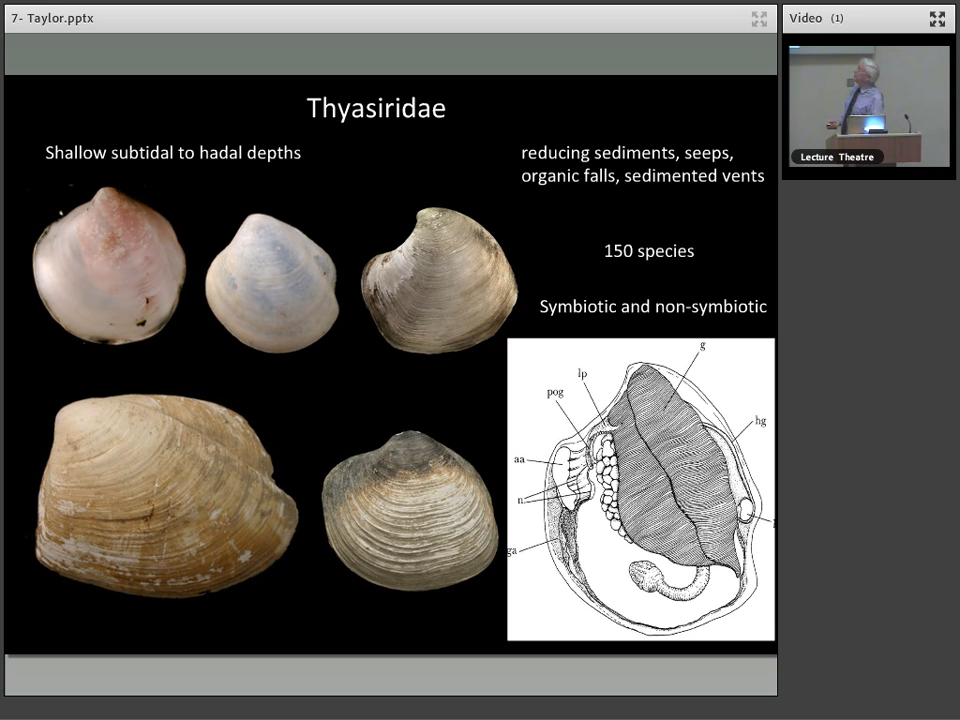 7- Taylor.pptx
Video (1)
Lecture Theatre
Thyasiridae
Shallow subtidal to hadal depths
reducing sediments, seeps,
organic falls, sedimented vents
150 species
Symbiotic and non-symbiotic
g
lp
pog
hg
aa
n
ga